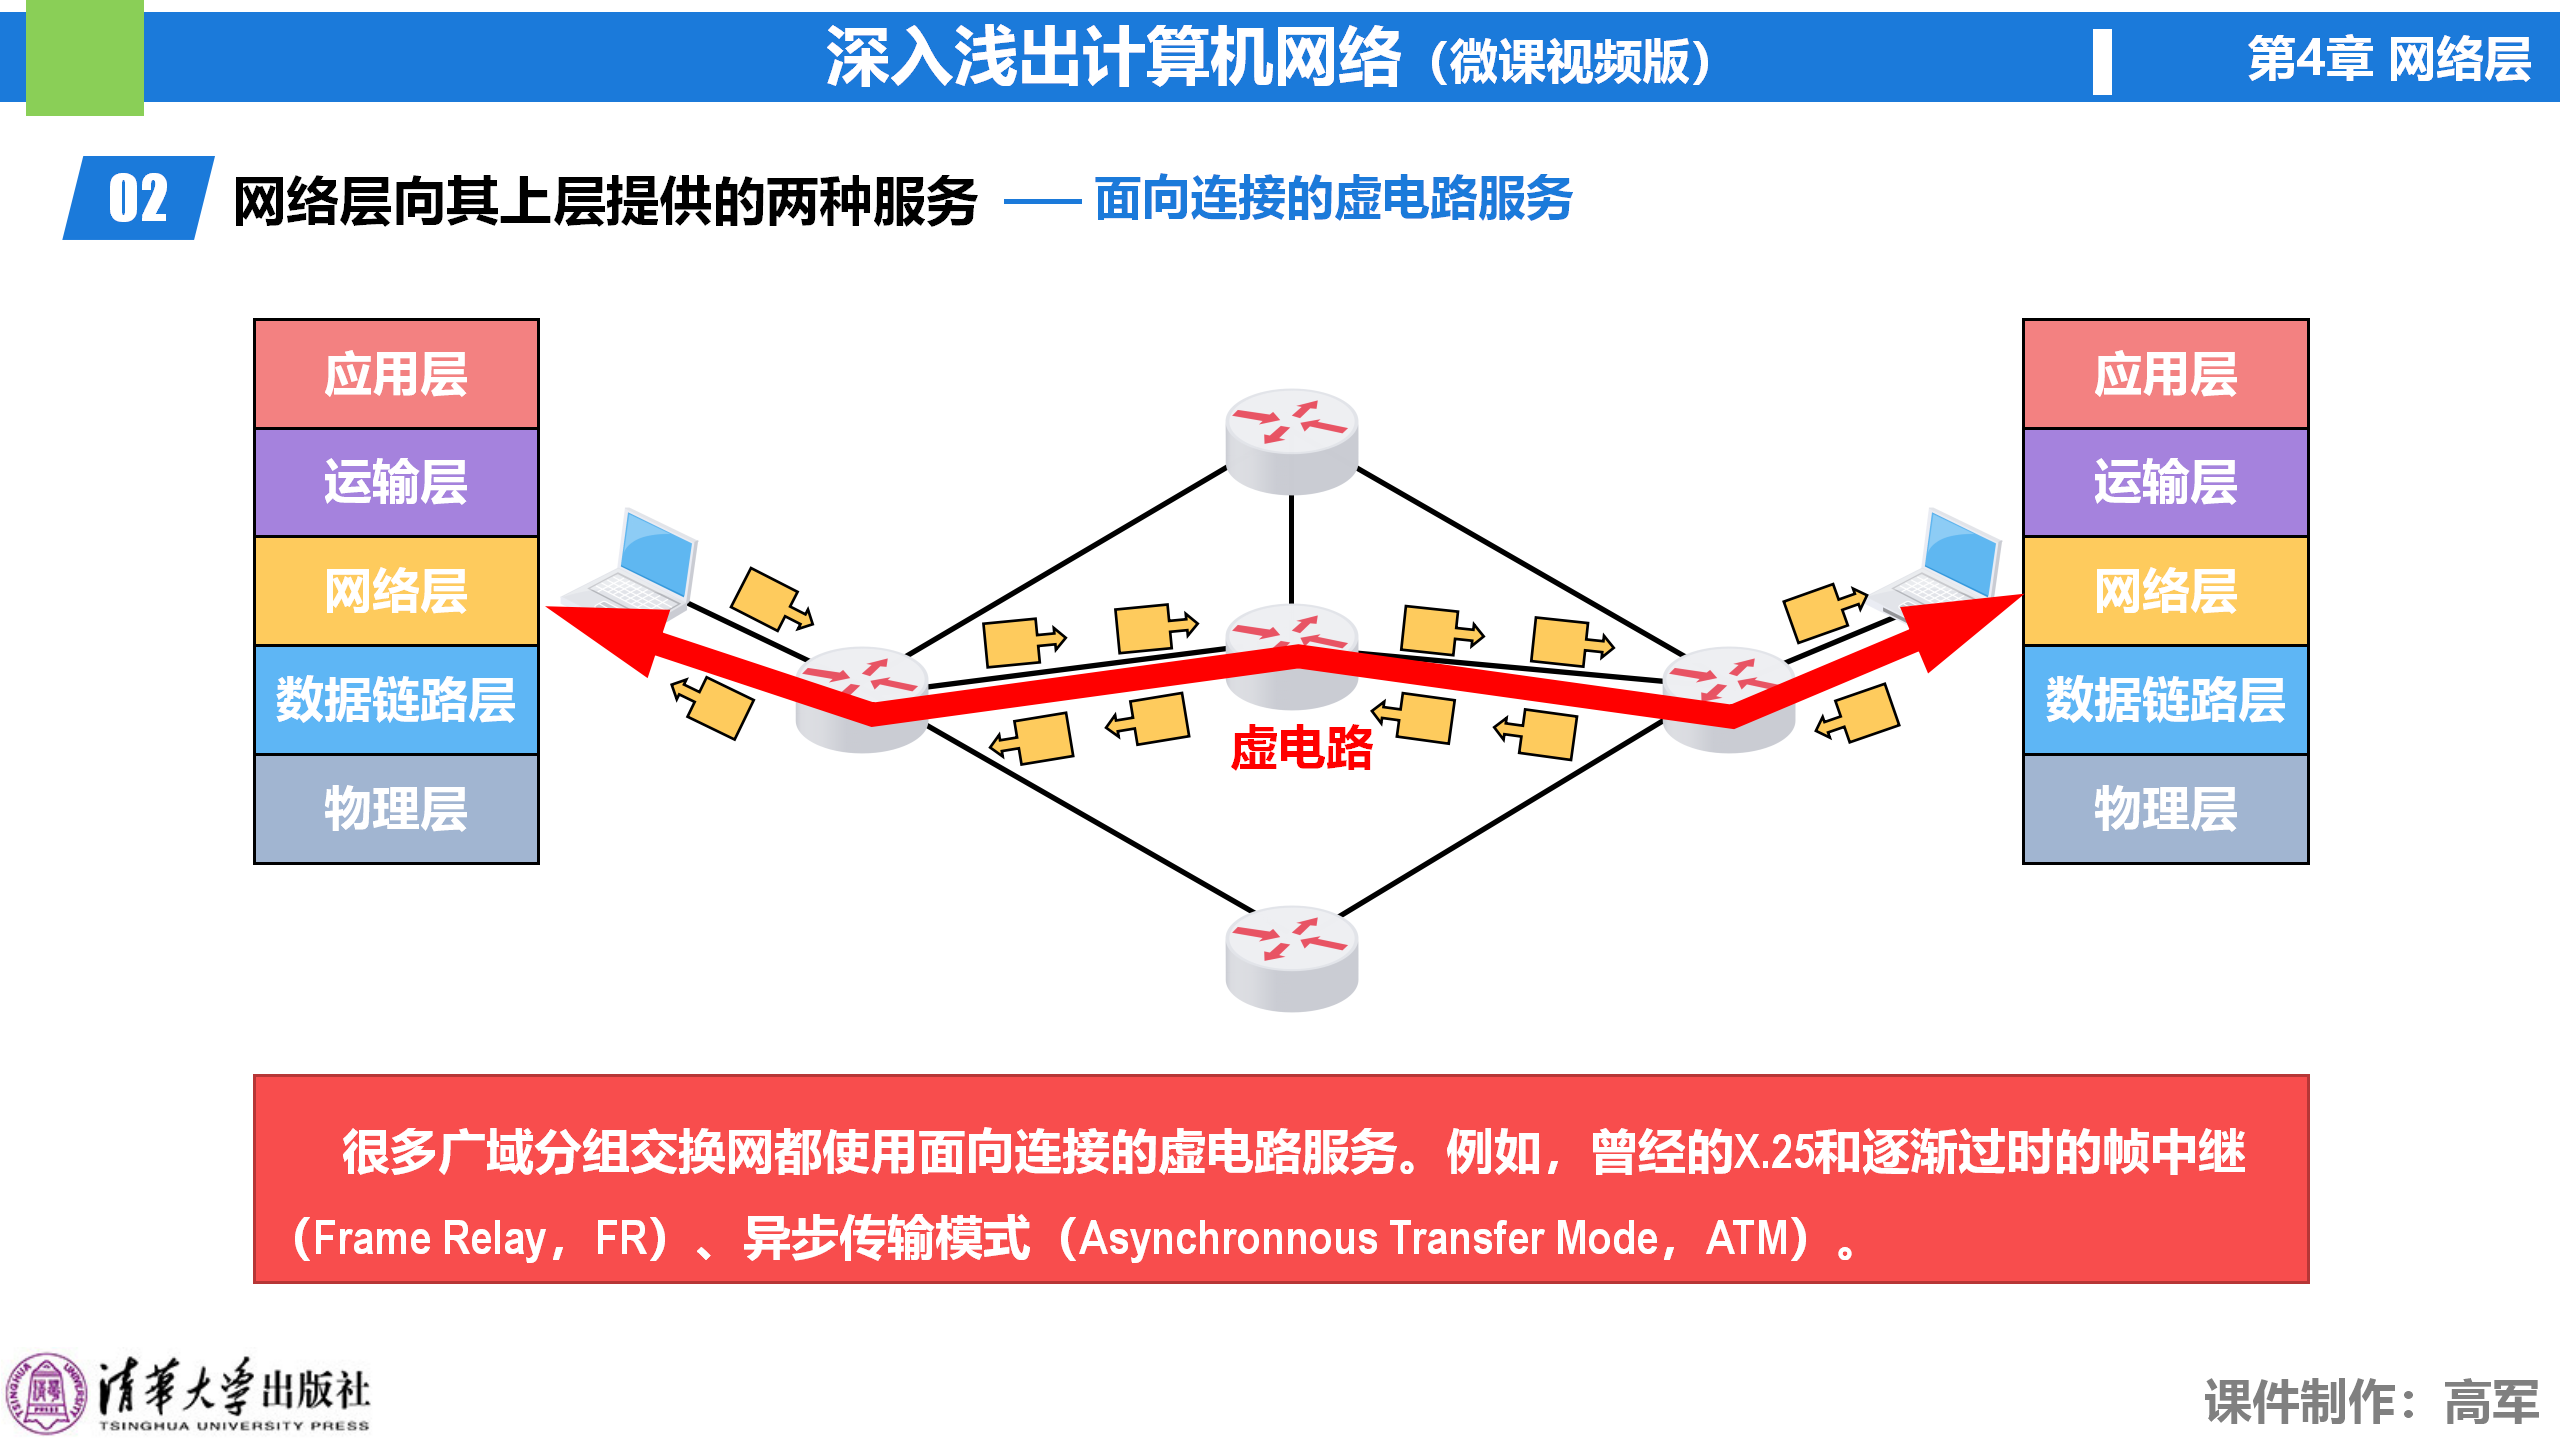 深入浅出计算机网络（微课视频版）
第4章 网络层
02
网络层向其上层提供的两种服务 —— 面向连接的虚电路服务
应用层
运输层
网络层
数据链路层
物理层
应用层
运输层
网络层
数据链路层
物理层
虚电路
很多广域分组交换网都使用面向连接的虚电路服务。例如，曾经的X.25和逐渐过时的帧中继
（Frame Relay，FR）、异步传输模式（Asynchronnous Transfer Mode，ATM）。
清华大学出版社
TSINGHUA UNIVERSITY PRESS
课件制作：高军